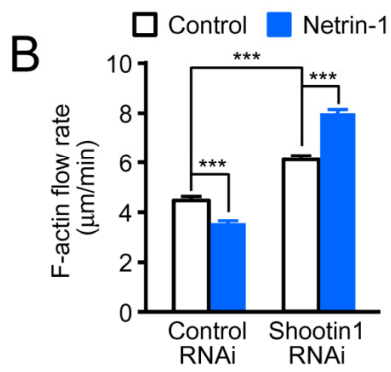 B
Control Netrin-1
F-actin flow rate
(μm/min)
10
8
6
4
2
0
***
***
***
Control
RNAi
Shootin1
RNAi